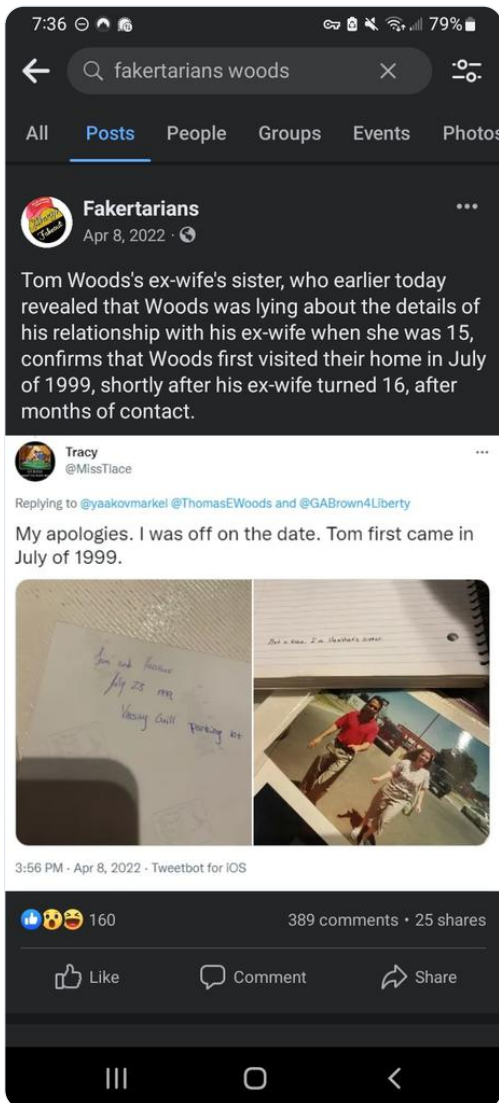 7:36
79%
fakertarians woods
All Posts People Groups Events Photos
Fakertarians
Apr 8, 2022 ·
Tom Woods's ex-wife's sister, who earlier today
revealed that Woods was lying about the details of
his relationship with his ex-wife when she was 15,
confirms that Woods first visited their home in July
of 1999, shortly after his ex-wife turned 16, after
months of contact.
Tracy
@MissTlace
Replying to @yaakovmarkel @ThomasEWoods and @GABrown4Liberty
My apologies. I was off on the date. Tom first came in
July of 1999.
and
July 23
parking lot
3:56 PM · Apr 8, 2022 · Tweetbot for iOS
160
389 comments • 25 shares
Like Comment Share